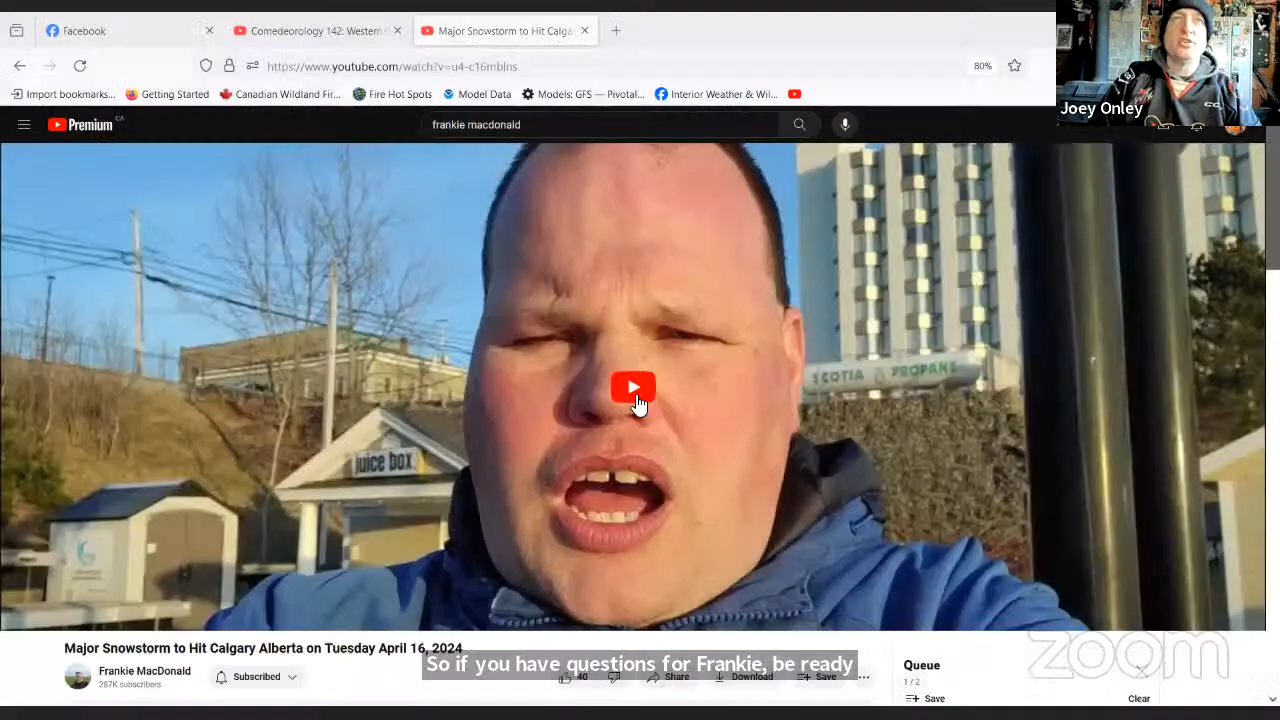 Facebook
Comedeorology 142: W
Major Snowstorm to Hit Calga
https://www.youtube.com/watch?v=u4-c16mblns
80%
Import bookmarks...
Getting Started
Canadian Wildland Fir...
Fire Hot Spots
Model Data
Models: GFS — Pivotal...
Interior Weather & Wil...
Joey Onley
Premium
CA
frankie macdonald
SCOTIA PROPANE
juice box
Major Snowstorm to Hit Calgary Alberta on Tuesday April 16, 2024
So if you have questions for Frankie, be ready
zoom
Frankie MacDonald
287K subscribers
Subscribed
40
Share
Download
Save
...
Queue
1 / 2
Save
Clear